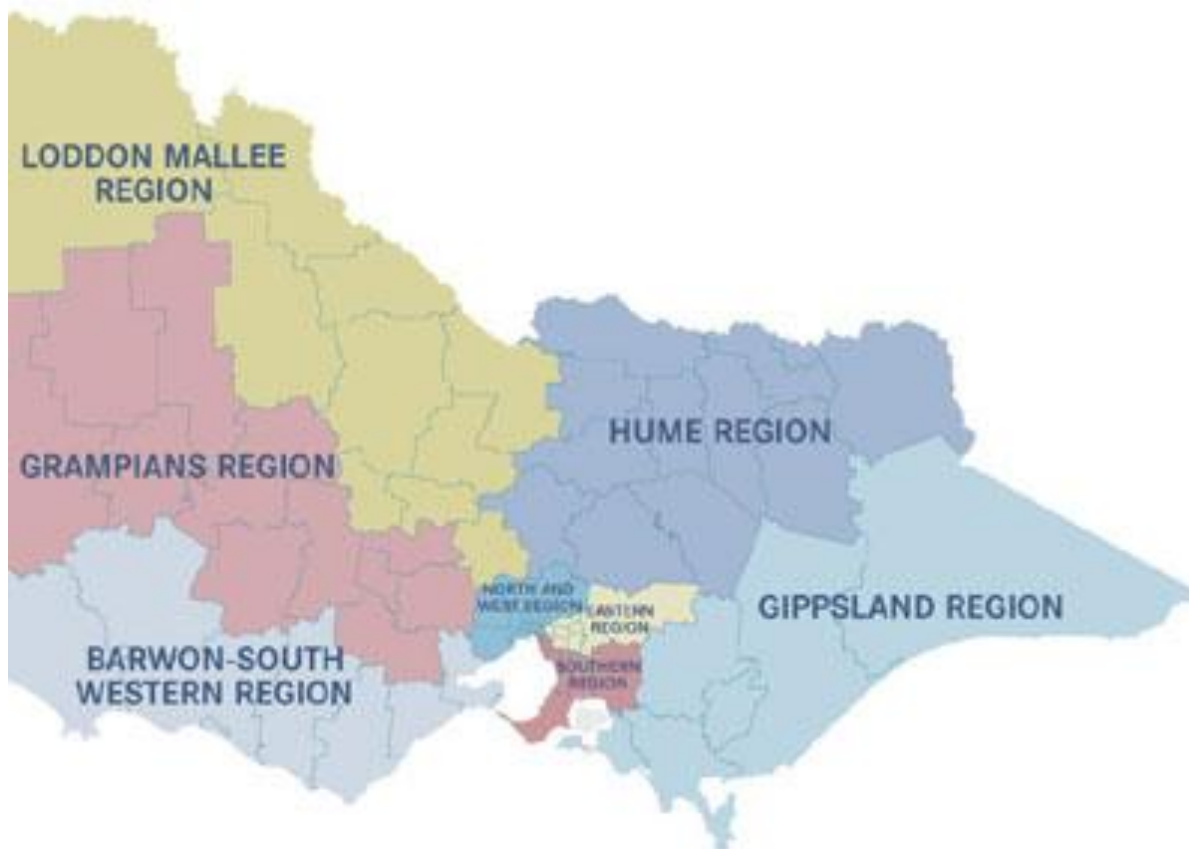 LODDON MALLEE
REGION
HUME REGION
GRAMPIANS REGION
NORTH AND
WEST REGION
EASTERN
REGION
GIPPSLAND REGION
BARWON-SOUTH
WESTERN REGION
SOUTHERN
REGION